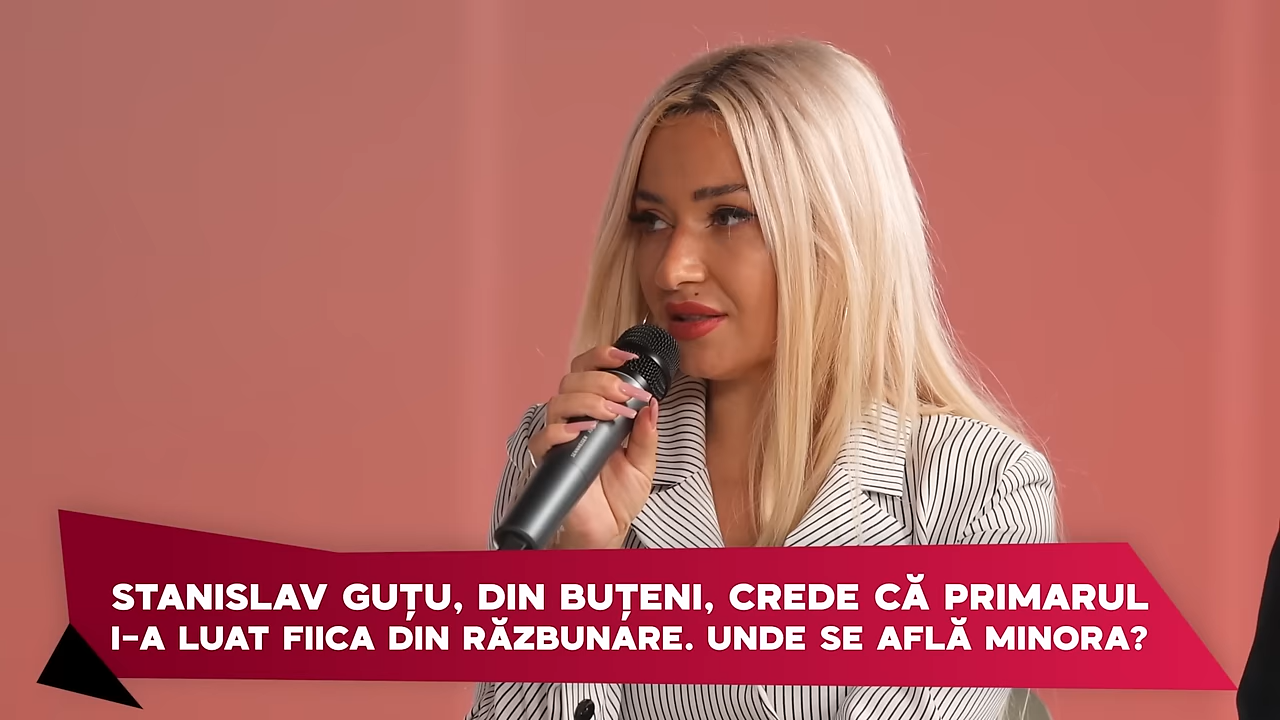 STANISLAV GUȚU, DIN BUȚENI, CREDE CĂ PRIMARUL
I-A LUAT FIICA DIN RĂZBUNARE. UNDE SE AFLĂ MINORA?